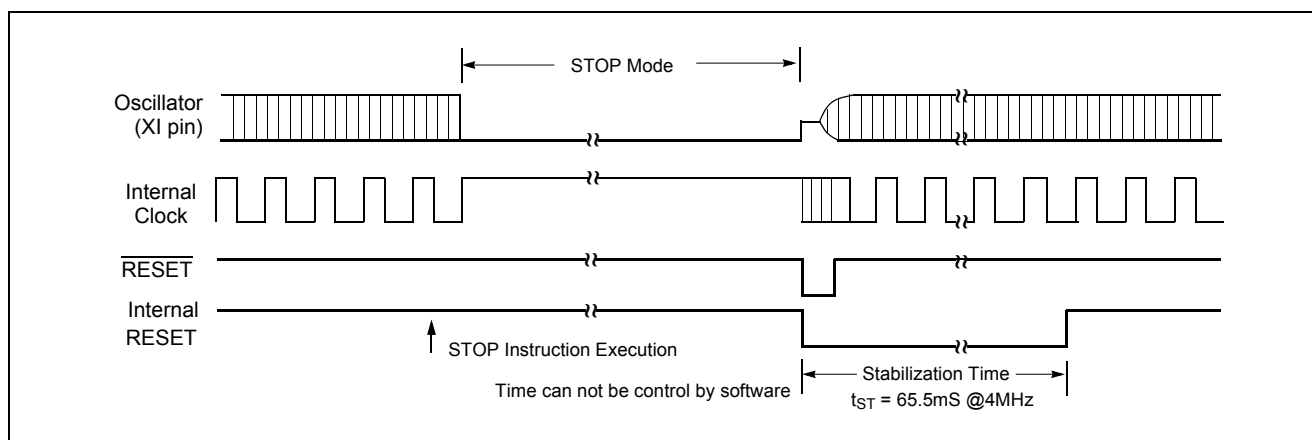 STOP Mode
Oscillator
(XI pin)
Internal
Clock
RESET
Internal
RESET
STOP Instruction Execution
Time can not be control by software
Stabilization Time
tST = 65.5mS @4MHz